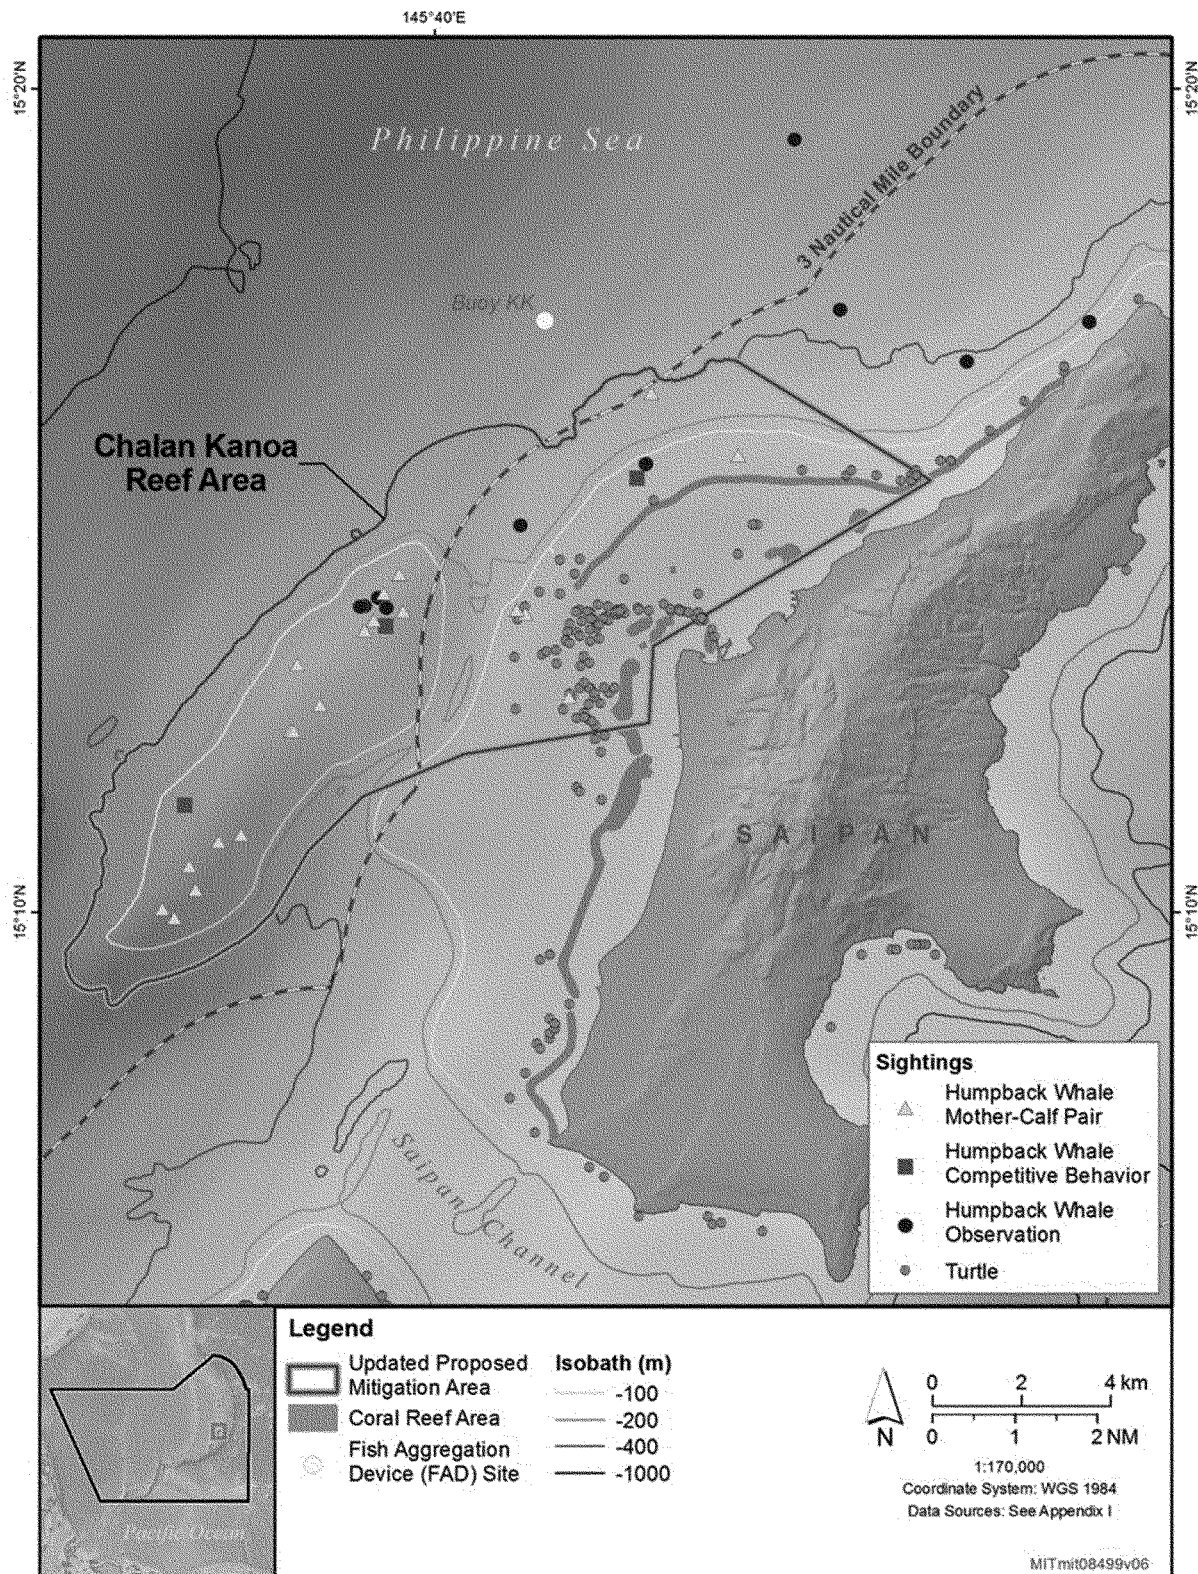 145°40'E
15°20'N
15°20'N
Philippine Sea
3 Nautical Mile Boundary
Buoy KK
Chalan Kanoa
Reef Area
SAIPAN
15°10'N
15°10'N
Saipan Channel
Sightings
Humpback Whale
Mother-Calf Pair
Humpback Whale
Competitive Behavior
Humpback Whale
Observation
Turtle
Legend
Updated Proposed
Mitigation Area
Coral Reef Area
Fish Aggregation
Device (FAD) Site
Isobath (m)
-100
-200
-400
-1000
N
0 2 4 km
0 1 2 NM
1:170,000
Coordinate System: WGS 1984
Data Sources: See Appendix I
Pacific Ocean
MITmit08499v06